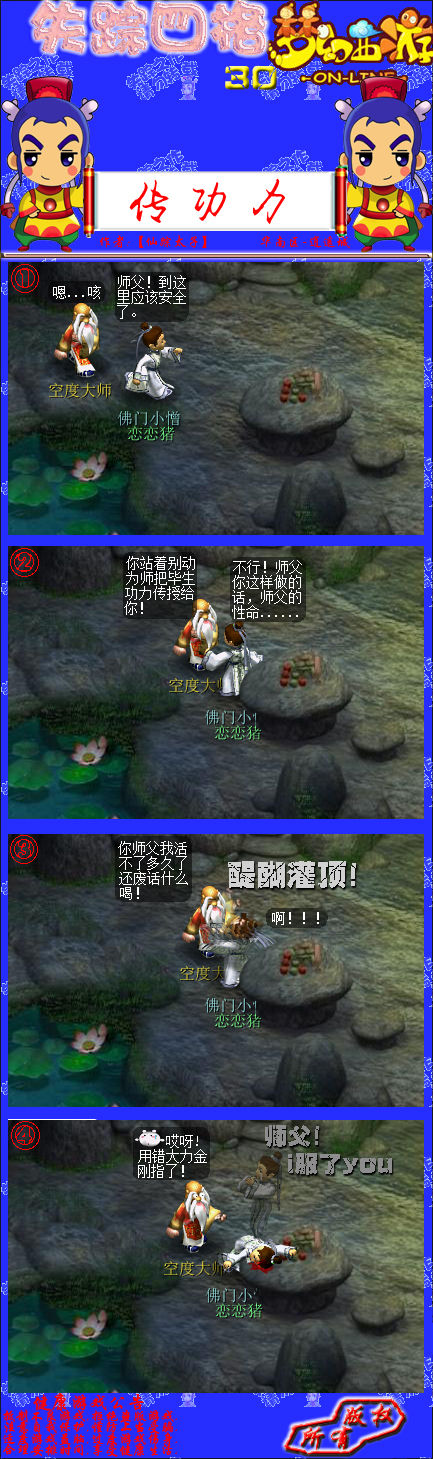 失踪四格
梦幻西游
3D
-ON-LINE-
传功力
①
嗯...咳
师父！到这
里应该安全
了。
空度大师
佛门小憎
恋恋猪
②
你站着别动
为师把毕生
功力传授给
你！
不行！师父
你这样做的
话，师父的
性命......
空度大
佛门小
恋恋猪
③
你师父我活
不了多久了
还废话什么
喝！
醍醐灌顶！
啊！！！
空度大
佛门小
恋恋猪
④
哎呀！
用错大力金
刚指了！
师父！
i服了you
空度大师
佛门小
恋恋猪
版权
所有